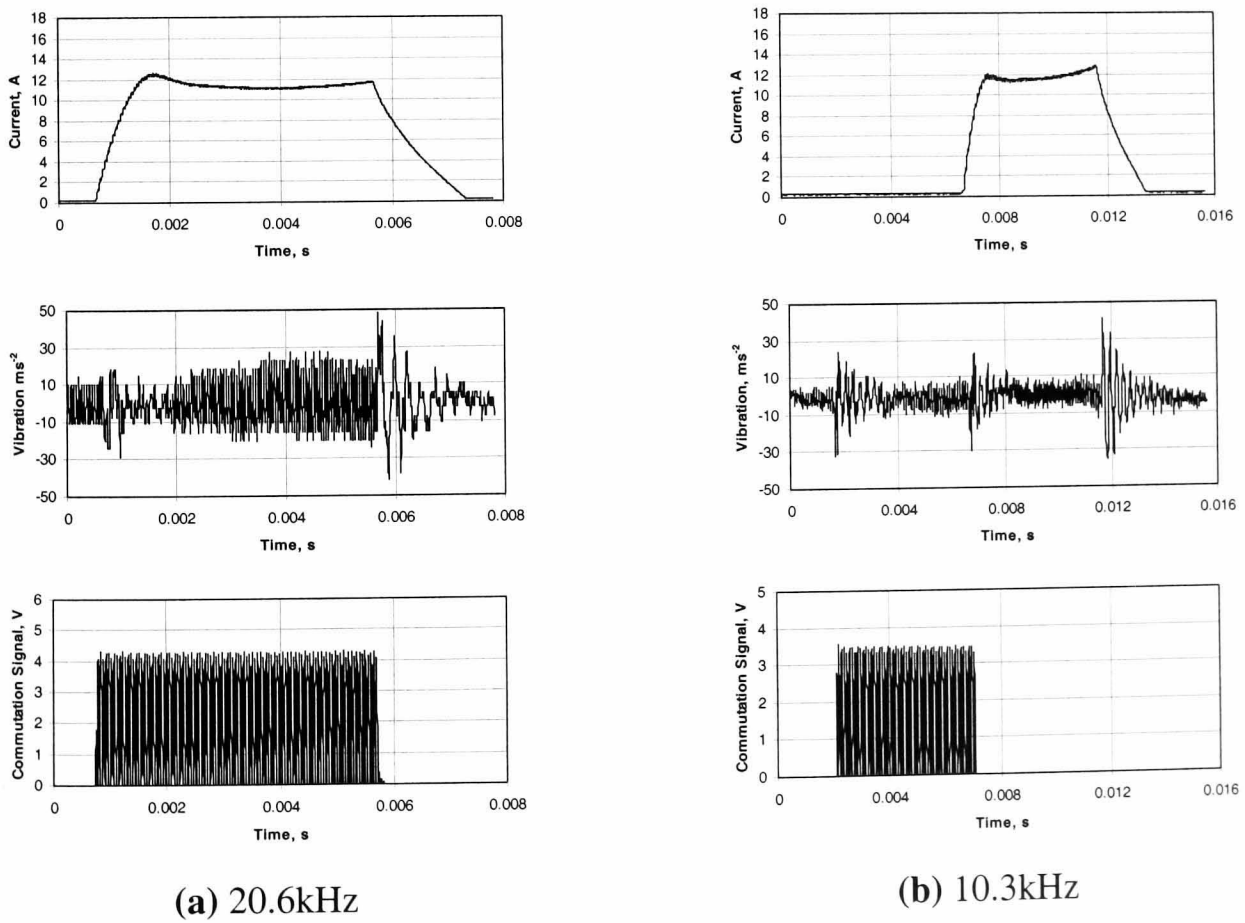 18
16
14
12
10
8
6
4
2
0
Current, A
0 0.002 0.004 0.006 0.008
Time, s
50
30
10
-10
-30
-50
Vibration ms-2
0 0.002 0.004 0.006 0.008
Time, s
6
5
4
3
2
1
0
Commutation Signal, V
0 0.002 0.004 0.006 0.008
Time, s
(a) 20.6kHz
18
16
14
12
10
8
6
4
2
0
Current, A
0 0.004 0.008 0.012 0.016
Time, s
50
30
10
-10
-30
-50
Vibration, ms-2
0 0.004 0.008 0.012 0.016
Time, s
5
4
3
2
1
0
Commutation Signal, V
0 0.004 0.008 0.012 0.016
Time, s
(b) 10.3kHz